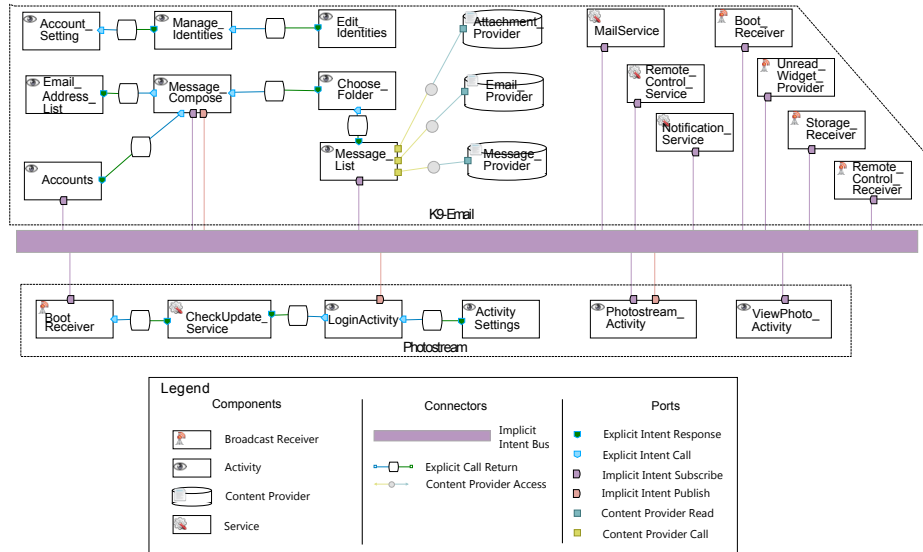 Account_
Setting
Manage_
Identities
Edit_
Identities
Attachment_
Provider
MailService
Boot_
Receiver
Email_
Address_
List
Message_
Compose
Choose_
Folder
Email_
Provider
Remote_
Control_
Service
Unread_
Widget_
Provider
Notification_
Service
Storage_
Receiver
Accounts
Message_
List
Message_
Provider
Remote_
Control_
Receiver
K9-Email
Boot_
Receiver
CheckUpdate_
Service
LoginActivity
Activity
Settings
Photostream_
Activity
ViewPhoto_
Activity
Photostream
Legend
Components
Connectors
Ports
Broadcast Receiver
Activity
Content Provider
Service
Implicit
Intent Bus
Explicit Call Return
Content Provider Access
Explicit Intent Response
Explicit Intent Call
Implicit Intent Subscribe
Implicit Intent Publish
Content Provider Read
Content Provider Call